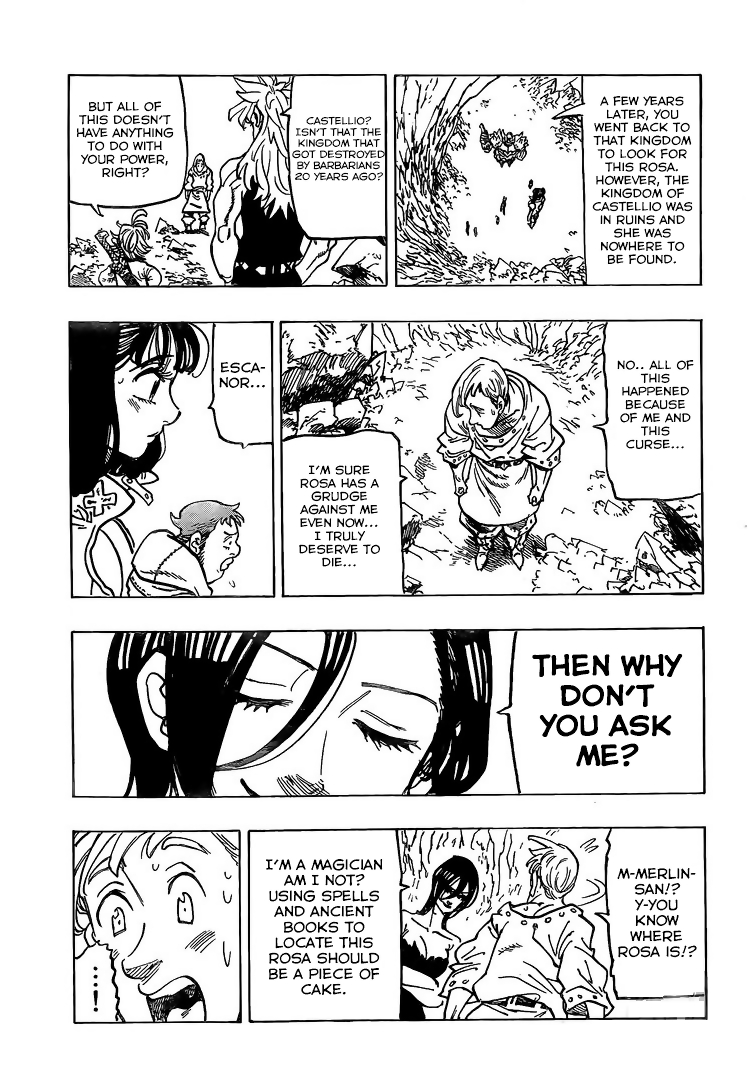 A FEW YEARS
LATER, YOU
WENT BACK TO
THAT KINGDOM
TO LOOK FOR
THIS ROSA.
HOWEVER, THE
KINGDOM OF
CASTELLIO WAS
IN RUINS AND
SHE WAS
NOWHERE TO
BE FOUND.
CASTELLIO?
ISN'T THAT THE
KINGDOM THAT
GOT DESTROYED
BY BARBARIANS
20 YEARS AGO?
BUT ALL OF
THIS DOESN'T
HAVE ANYTHING
TO DO WITH
YOUR POWER,
RIGHT?
NO.. ALL OF
THIS
HAPPENED
BECAUSE
OF ME AND
THIS
CURSE...
I'M SURE
ROSA HAS A
GRUDGE
AGAINST ME
EVEN NOW...
I TRULY
DESERVE TO
DIE...
ESCA-
NOR...
THEN WHY
DON'T
YOU ASK
ME?
M-MERLIN-
SAN!?
Y-YOU
KNOW
WHERE
ROSA IS!?
I'M A MAGICIAN
AM I NOT?
USING SPELLS
AND ANCIENT
BOOKS TO
LOCATE THIS
ROSA SHOULD
BE A PIECE OF
CAKE.
...!